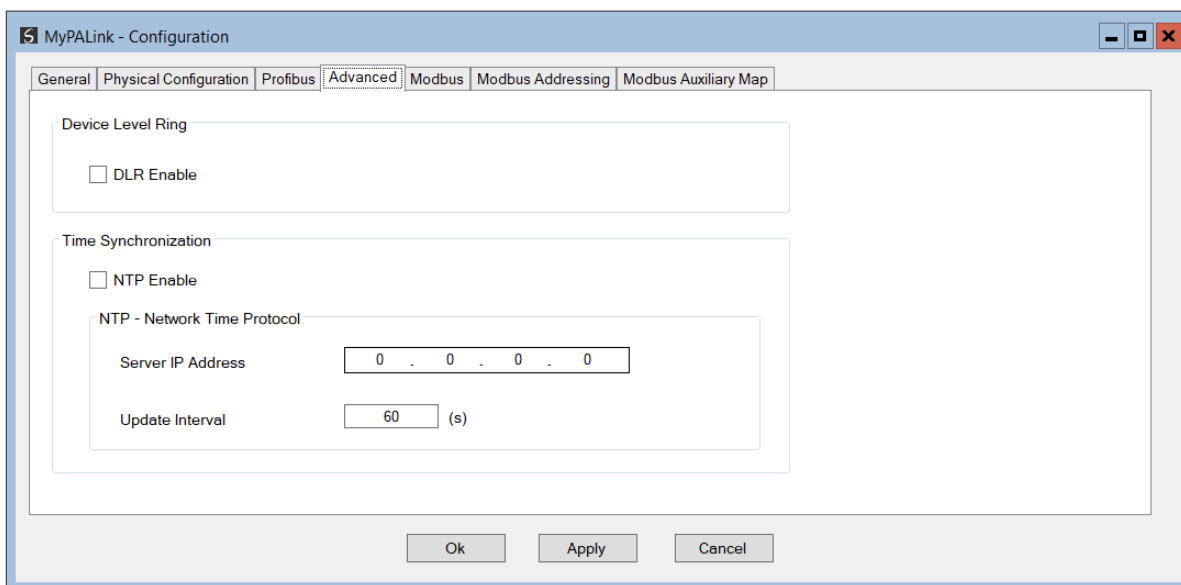 MyPALink - Configuration
General Physical Configuration Profibus Advanced Modbus Modbus Addressing Modbus Auxiliary Map
Device Level Ring
DLR Enable
Time Synchronization
NTP Enable
NTP - Network Time Protocol
Server IP Address 0 . 0 . 0 . 0
Update Interval 60 (s)
Ok Apply Cancel